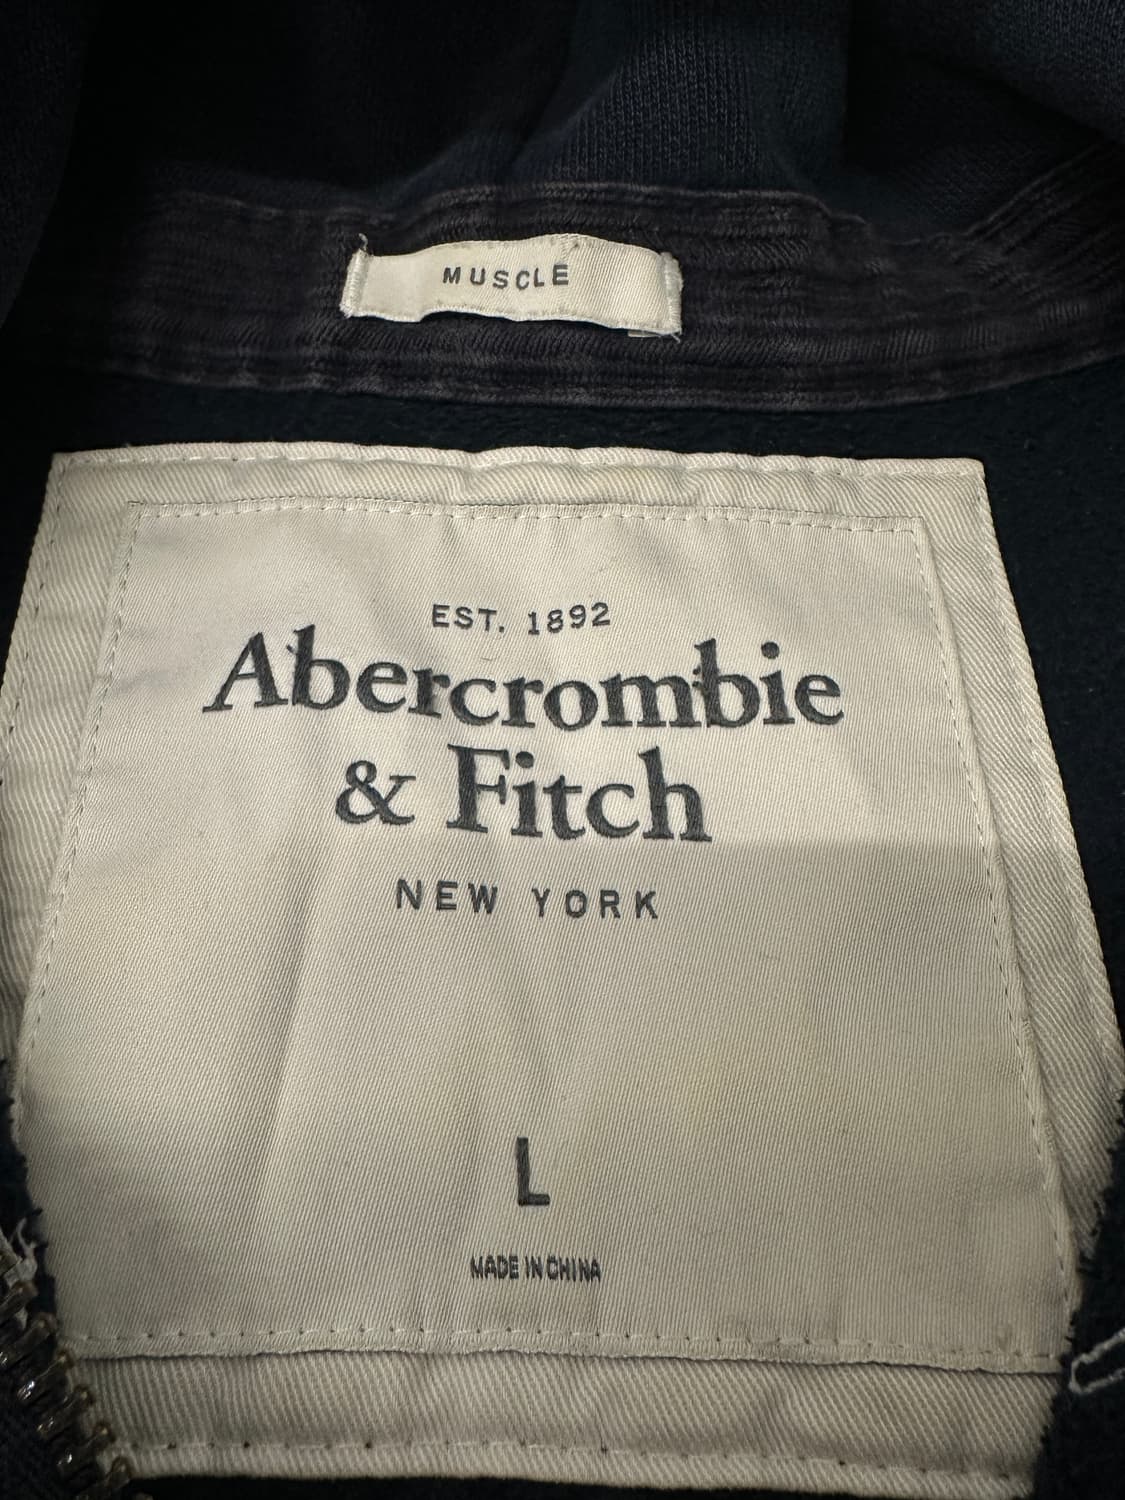 MUSCLE
EST. 1892
Abercrombie
& Fitch
NEW YORK
L
MADE IN CHINA